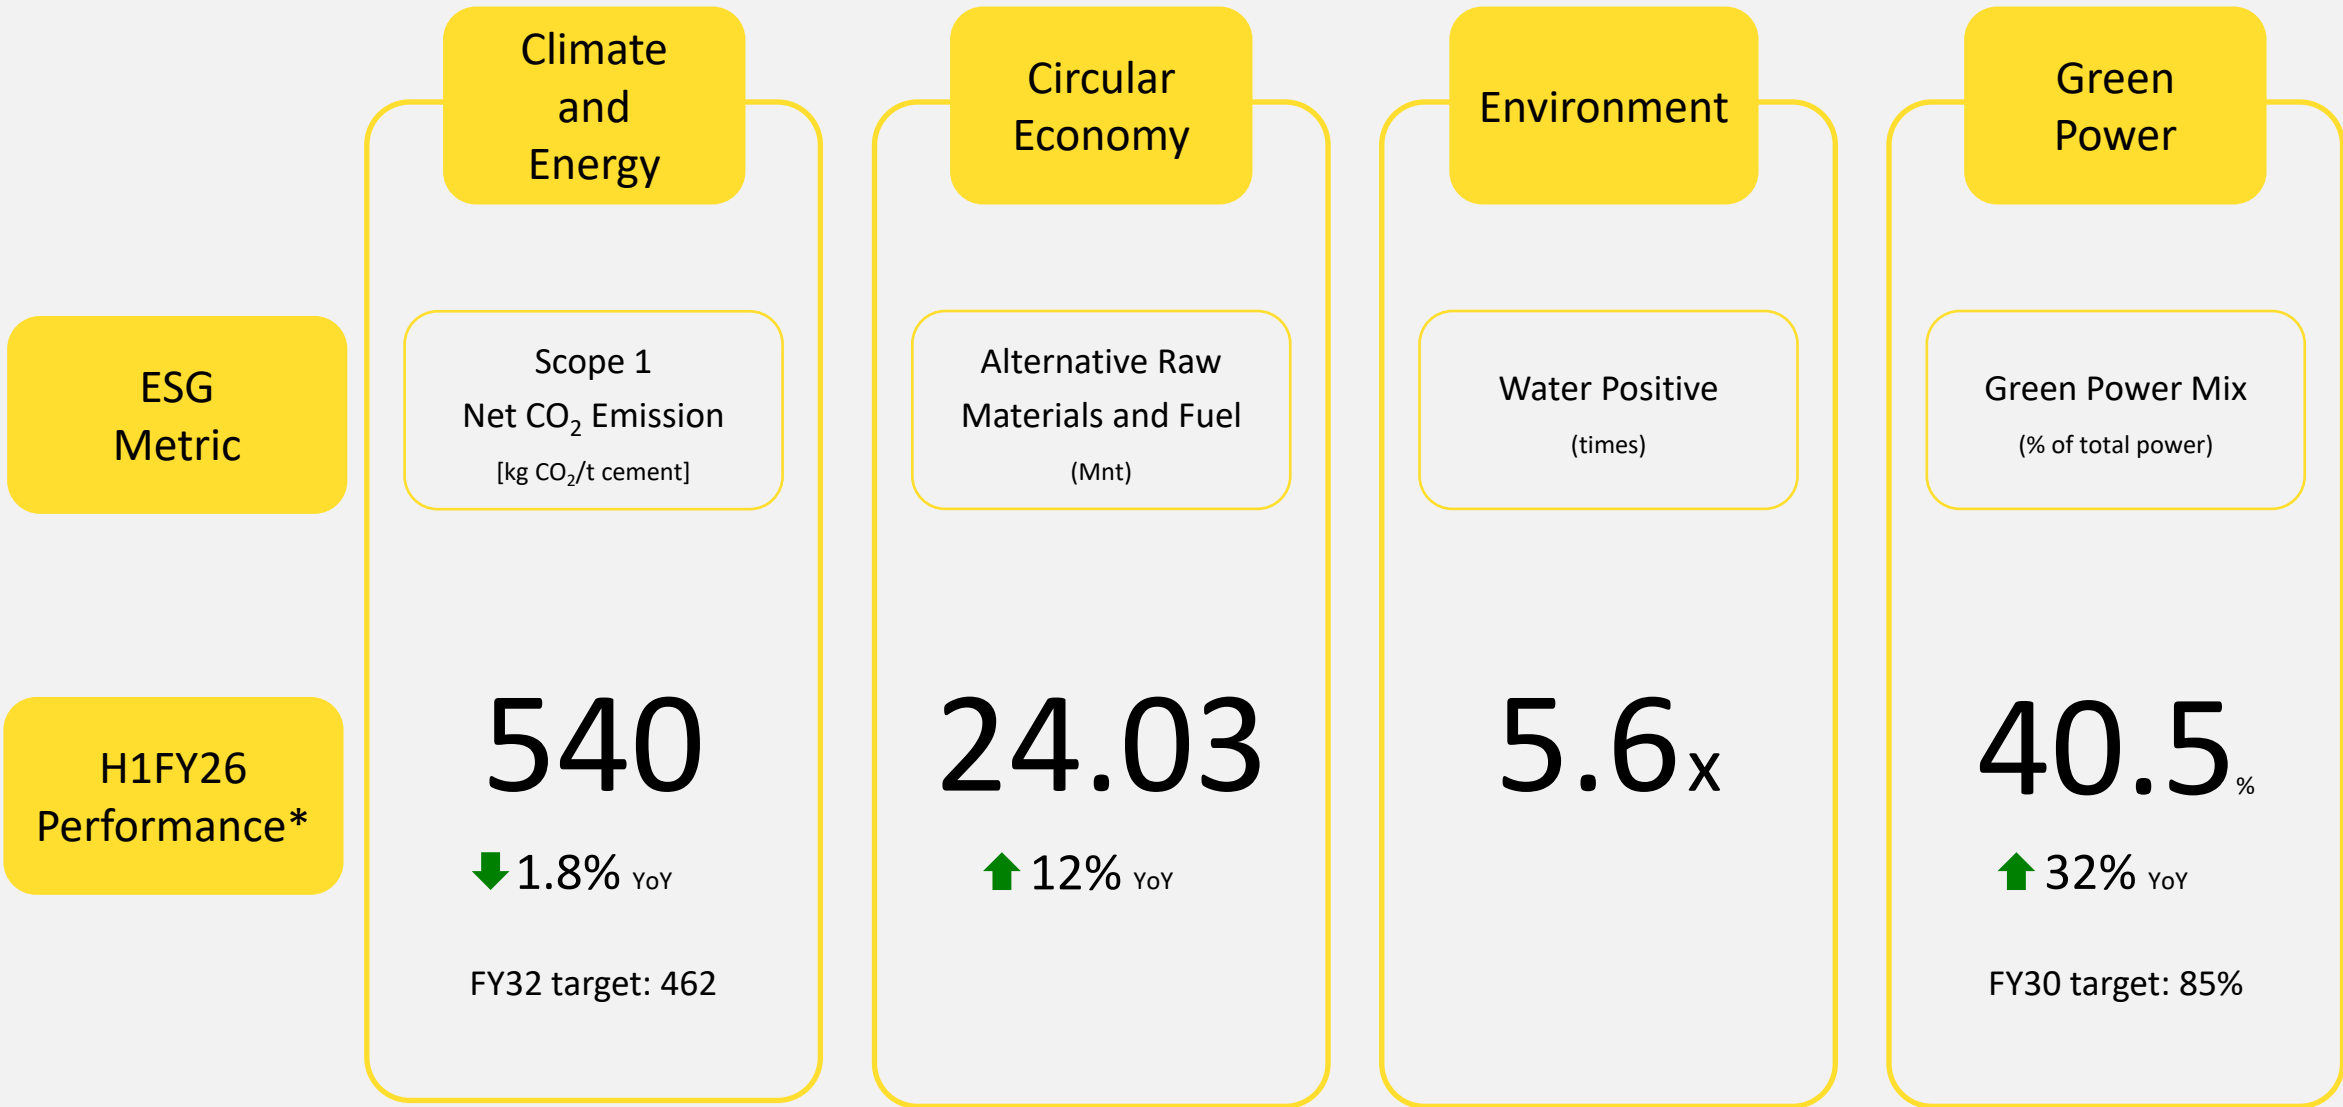 Climate
and
Energy
Circular
Economy
Environment
Green
Power
ESG
Metric
Scope 1
Net CO₂ Emission
[kg CO₂/t cement]
Alternative Raw
Materials and Fuel
(Mnt)
Water Positive
(times)
Green Power Mix
(% of total power)
H1FY26
Performance*
540
1.8% YoY
FY32 target: 462
24.03
12% YoY
5.6x
40.5%
32% YoY
FY30 target: 85%